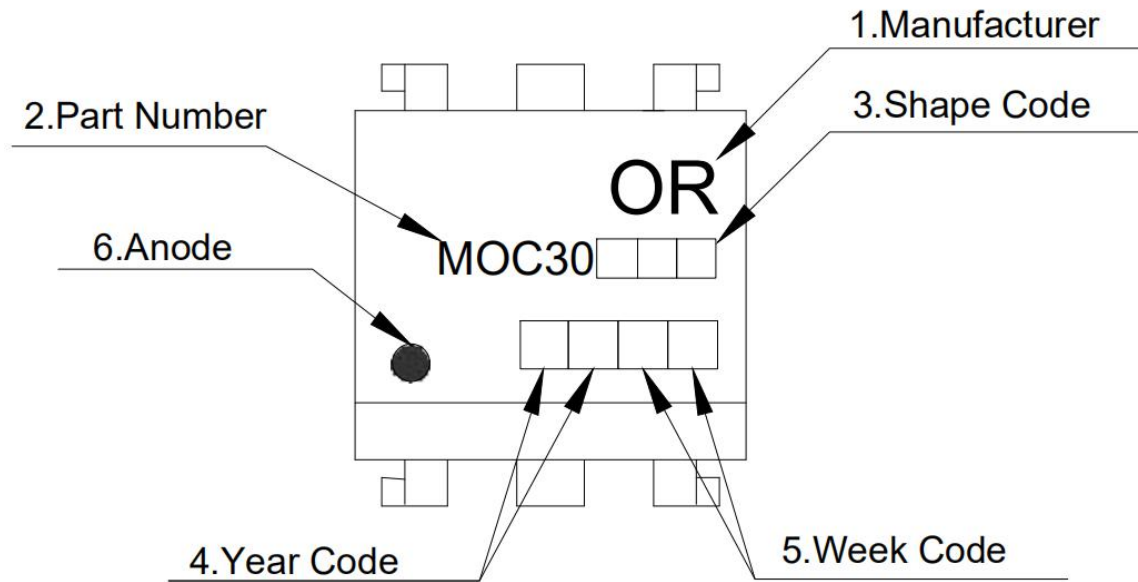 1.Manufacturer
3.Shape Code
2.Part Number
OR
MOC30
6.Anode
4.Year Code
5.Week Code